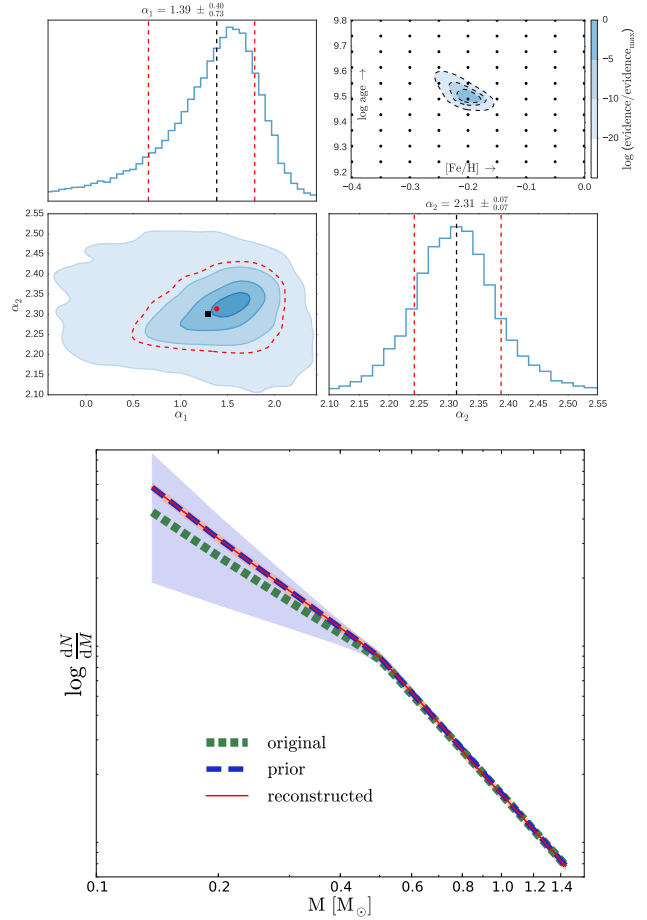 α₁ = 1.39 ± 0.40 0.73
9.8
9.7
9.6
9.5
9.4
9.3
9.2
log age →
[Fe/H] →
−0.4 −0.3 −0.2 −0.1 0.0
0
−5
−10
−20
log (evidence/evidence_max)
α₂ = 2.31 ± 0.07 0.07
2.55
2.50
2.45
2.40
2.35
2.30
2.25
2.20
2.15
2.10
α₂
0.0 0.5 1.0 1.5 2.0
α₁
2.10 2.15 2.20 2.25 2.30 2.35 2.40 2.45 2.50 2.55
α₂
log dN/dM
original
prior
reconstructed
0.1 0.2 0.4 0.6 0.8 1.0 1.2 1.4
M [M⊙]